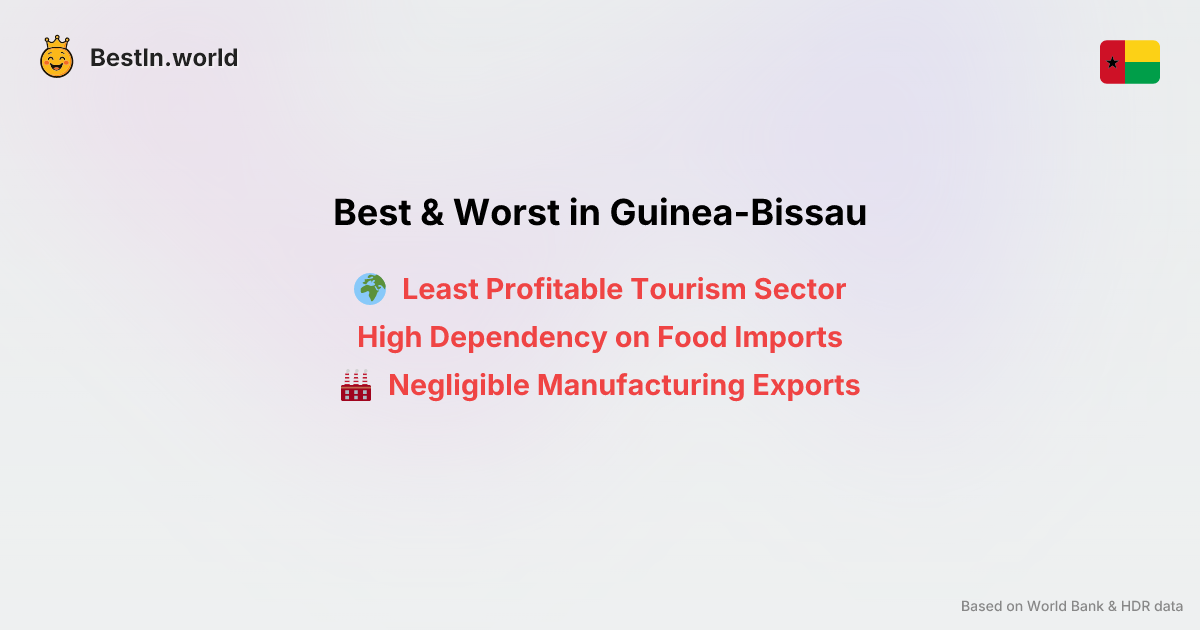 BestIn.world
Best & Worst in Guinea-Bissau
Least Profitable Tourism Sector
High Dependency on Food Imports
Negligible Manufacturing Exports
Based on World Bank & HDR data